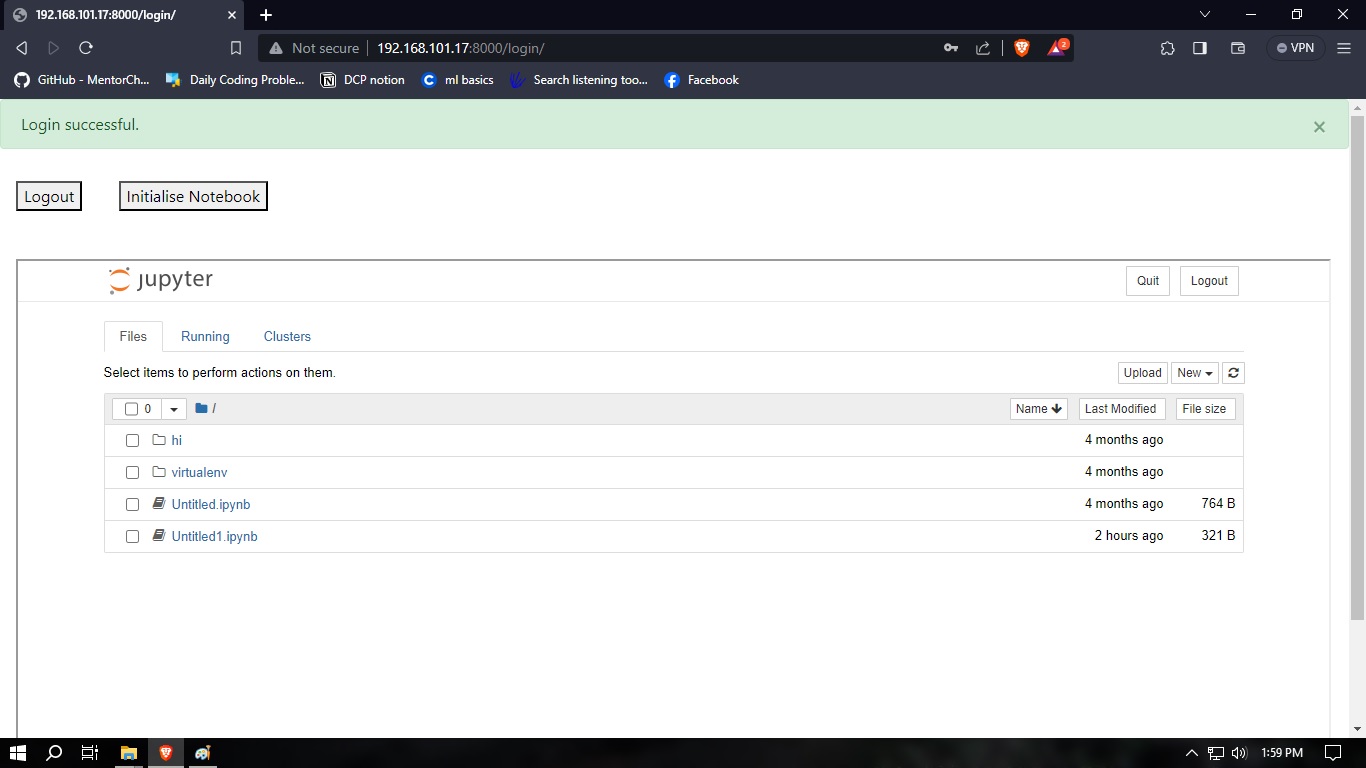 192.168.101.17:8000/login/
Not secure 192.168.101.17:8000/login/ 2 VPN
GitHub - MentorCh... Daily Coding Proble... DCP notion ml basics Search listening too... Facebook
Login successful.
Logout Initialise Notebook
jupyter Quit Logout
Files Running Clusters
Select items to perform actions on them. Upload New
0 / Name Last Modified File size
hi 4 months ago
virtualenv 4 months ago
Untitled.ipynb 4 months ago 764 B
Untitled1.ipynb 2 hours ago 321 B
1:59 PM